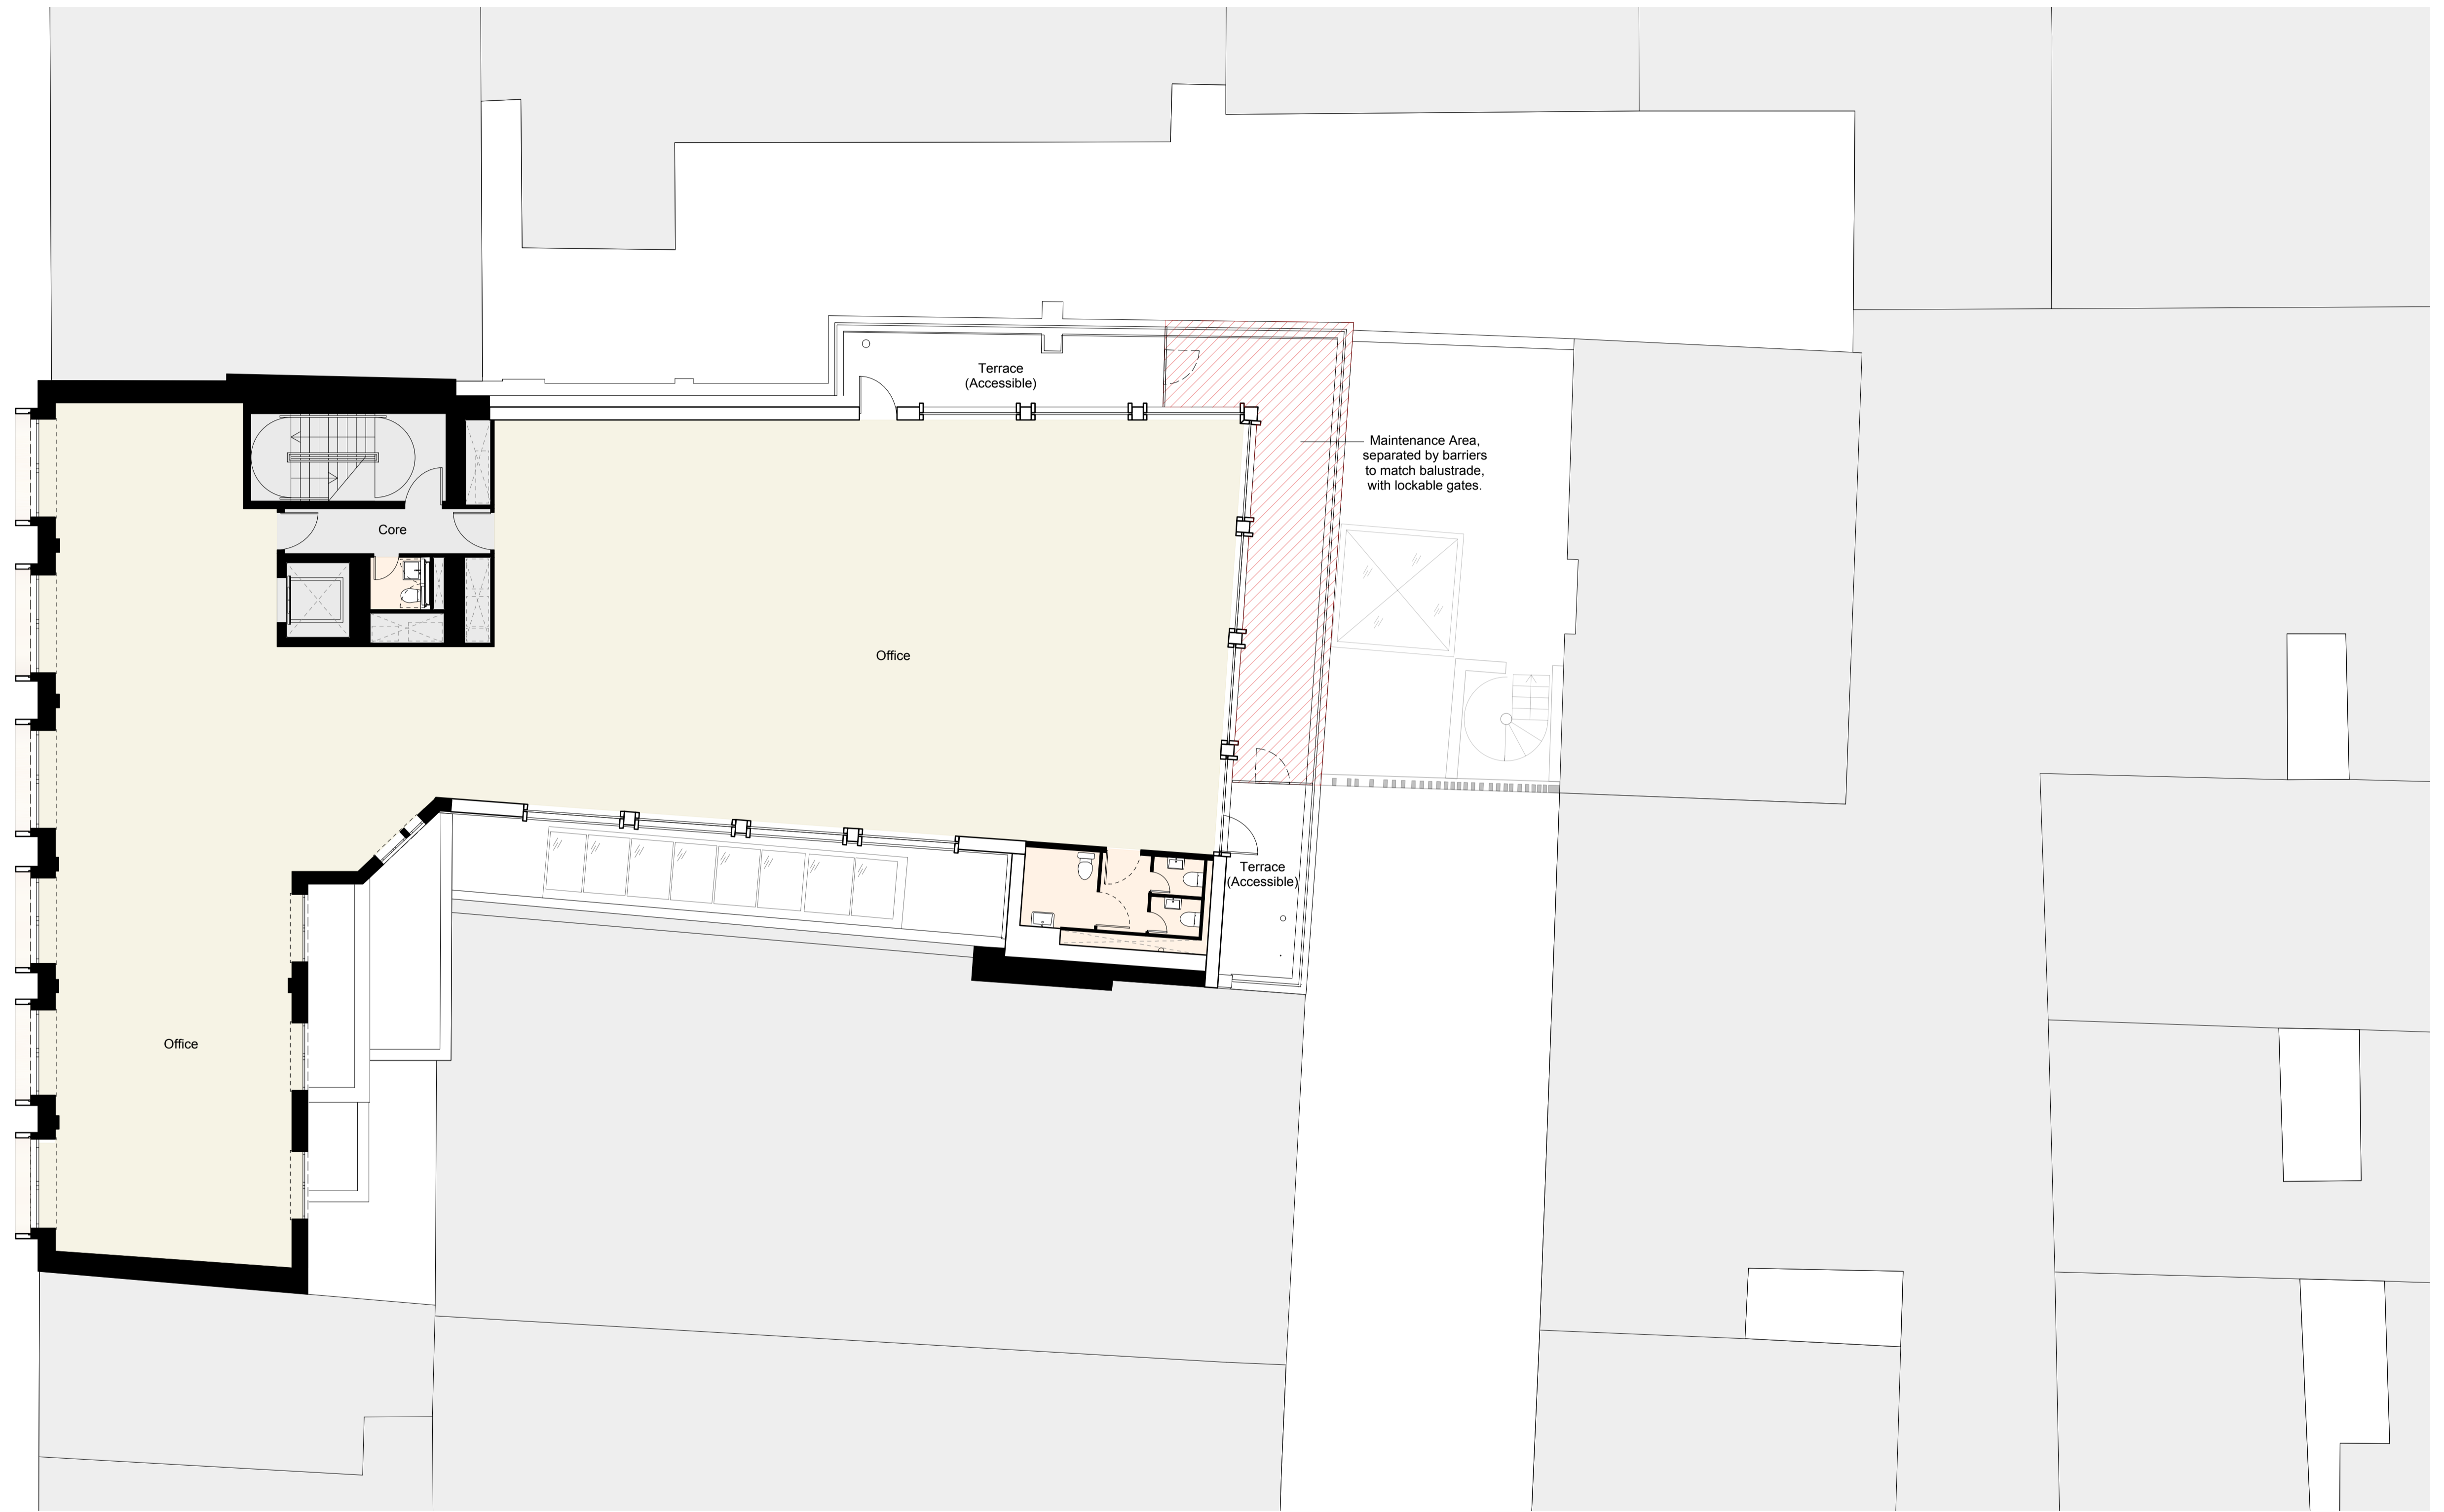 Terrace
(Accessible)
Maintenance Area,
separated by barriers
to match balustrade,
with lockable gates.
Core
Office
Terrace
(Accessible)
Office